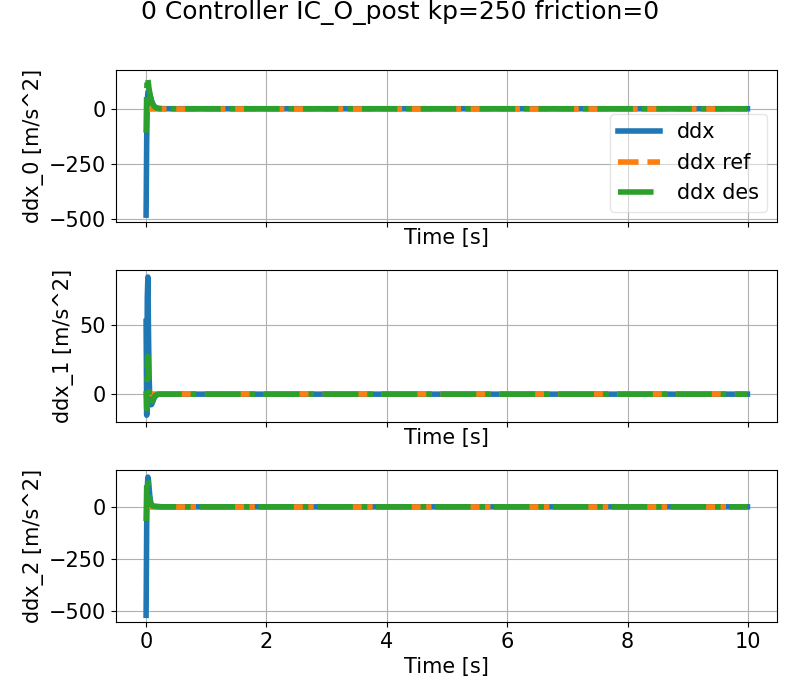 0 Controller IC_O_post kp=250 friction=0
ddx_0 [m/s^2]
0
−250
−500
ddx
ddx ref
ddx des
Time [s]
ddx_1 [m/s^2]
50
0
Time [s]
ddx_2 [m/s^2]
0
−250
−500
0 2 4 6 8 10
Time [s]